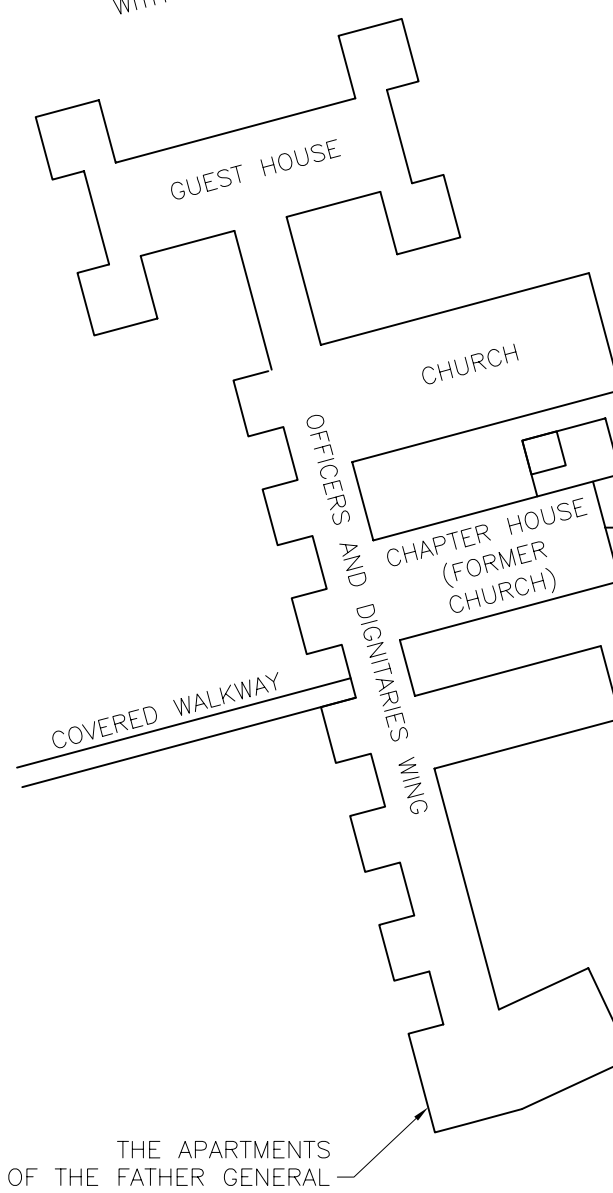 GUEST HOUSE
CHURCH
OFFICERS AND DIGNITARIES WING
CHAPTER HOUSE
(FORMER
CHURCH)
COVERED WALKWAY
THE APARTMENTS
OF THE FATHER GENERAL